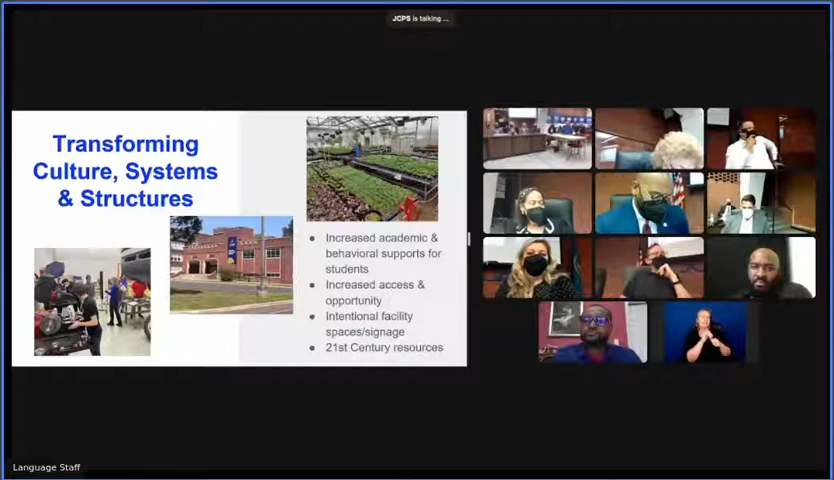 JCPS is talking ...
Transforming
Culture, Systems
& Structures
● Increased academic &
behavioral supports for
students
● Increased access &
opportunity
● Intentional facility
spaces/signage
● 21st Century resources
Language Staff